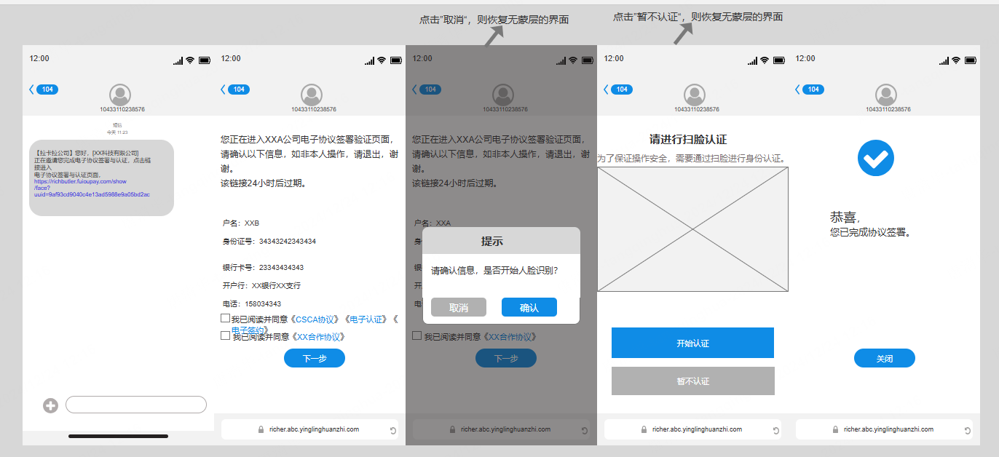 点击"取消"，则恢复无蒙层的界面
点击"暂不认证"，则恢复无蒙层的界面
12:00
104
10433110238576
短信
今天 11:23
【拉卡拉公司】您好，[XX科技有限公司]
正在邀请您完成电子协议签署与认证，点击链
接进入
电子协议签署与认证页面，
https://richbutler.fuioupay.com/show
/face?
uuid=9af93cd9040c4e13ad5988e9a05bd2ac
12:00
104
10433110238576
您正在进入XXA公司电子协议签署验证页面，
请确认以下信息，如非本人操作，请退出，谢
谢。
该链接24小时后过期。
户名：XXB
身份证号：34343242343434
银行卡号：23343434343
开户行：XX银行XX支行
电话：158034343
我已阅读并同意《CSCA协议》《电子认证》《
电子签约》
我已阅读并同意《XX合作协议》
下一步
richer.abc.yinglinghuanzhi.com
12:00
104
10433110238576
您正在进入XXA公司电子协议签署验证页面，
请确认以下信息，如非本人操作，请退出，谢
谢。
该链接24小时后过期。
户名：XXA
身
提示
请确认信息，是否开始人脸识别？
银
开
电
取消
确认
我已阅读并同意《XX合作协议》
下一步
richer.abc.yinglinghuanzhi.com
12:00
104
10433110238576
请进行扫脸认证
为了保证操作安全，需要通过扫脸进行身份认证。
开始认证
暂不认证
richer.abc.yinglinghuanzhi.com
12:00
104
10433110238576
恭喜，
您已完成协议签署。
关闭
richer.abc.yinglinghuanzhi.com